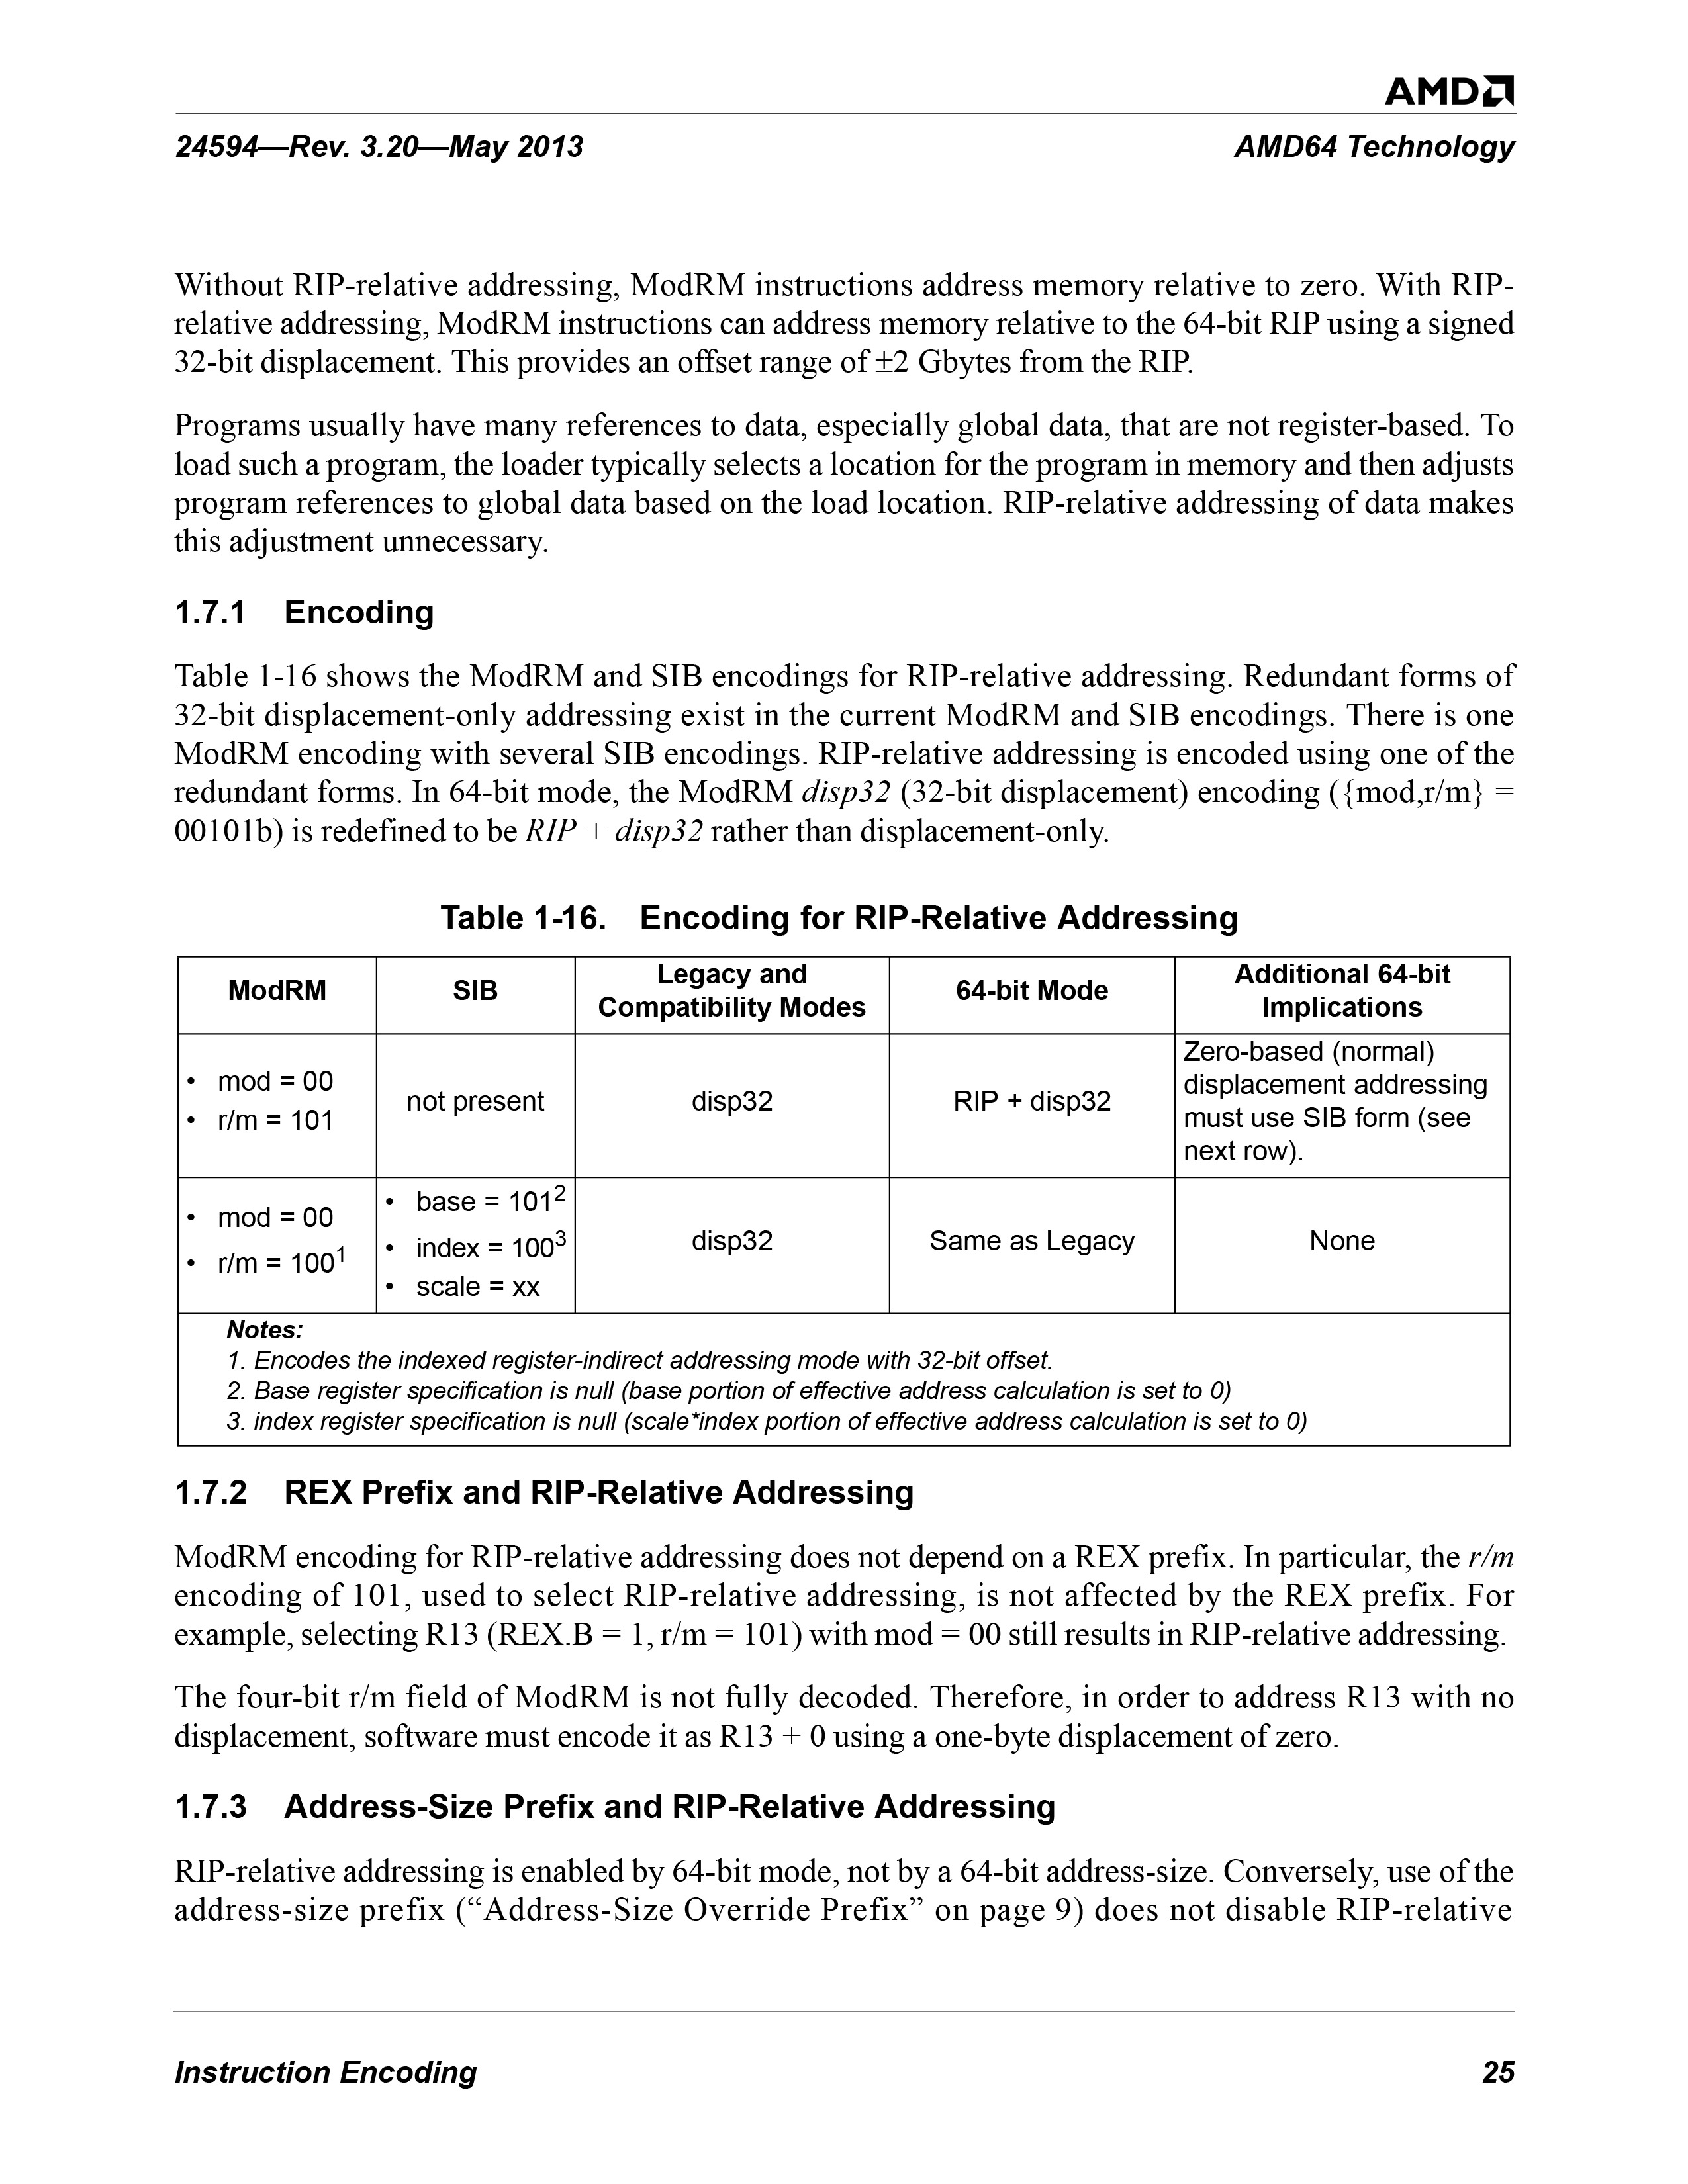 AMD
24594—Rev. 3.20—May 2013
AMD64 Technology
Without RIP-relative addressing, ModRM instructions address memory relative to zero. With RIP-
relative addressing, ModRM instructions can address memory relative to the 64-bit RIP using a signed
32-bit displacement. This provides an offset range of ±2 Gbytes from the RIP.
Programs usually have many references to data, especially global data, that are not register-based. To
load such a program, the loader typically selects a location for the program in memory and then adjusts
program references to global data based on the load location. RIP-relative addressing of data makes
this adjustment unnecessary.
1.7.1 Encoding
Table 1-16 shows the ModRM and SIB encodings for RIP-relative addressing. Redundant forms of
32-bit displacement-only addressing exist in the current ModRM and SIB encodings. There is one
ModRM encoding with several SIB encodings. RIP-relative addressing is encoded using one of the
redundant forms. In 64-bit mode, the ModRM disp32 (32-bit displacement) encoding ({mod,r/m} =
00101b) is redefined to be RIP + disp32 rather than displacement-only.
Table 1-16. Encoding for RIP-Relative Addressing
ModRM
SIB
Legacy and
Compatibility Modes
64-bit Mode
Additional 64-bit
Implications
• mod = 00
• r/m = 101
not present
disp32
RIP + disp32
Zero-based (normal)
displacement addressing
must use SIB form (see
next row).
• mod = 00
• r/m = 100¹
• base = 101²
• index = 100³
• scale = xx
disp32
Same as Legacy
None
Notes:
1. Encodes the indexed register-indirect addressing mode with 32-bit offset.
2. Base register specification is null (base portion of effective address calculation is set to 0)
3. index register specification is null (scale*index portion of effective address calculation is set to 0)
1.7.2 REX Prefix and RIP-Relative Addressing
ModRM encoding for RIP-relative addressing does not depend on a REX prefix. In particular, the r/m
encoding of 101, used to select RIP-relative addressing, is not affected by the REX prefix. For
example, selecting R13 (REX.B = 1, r/m = 101) with mod = 00 still results in RIP-relative addressing.
The four-bit r/m field of ModRM is not fully decoded. Therefore, in order to address R13 with no
displacement, software must encode it as R13 + 0 using a one-byte displacement of zero.
1.7.3 Address-Size Prefix and RIP-Relative Addressing
RIP-relative addressing is enabled by 64-bit mode, not by a 64-bit address-size. Conversely, use of the
address-size prefix (“Address-Size Override Prefix” on page 9) does not disable RIP-relative
Instruction Encoding
25